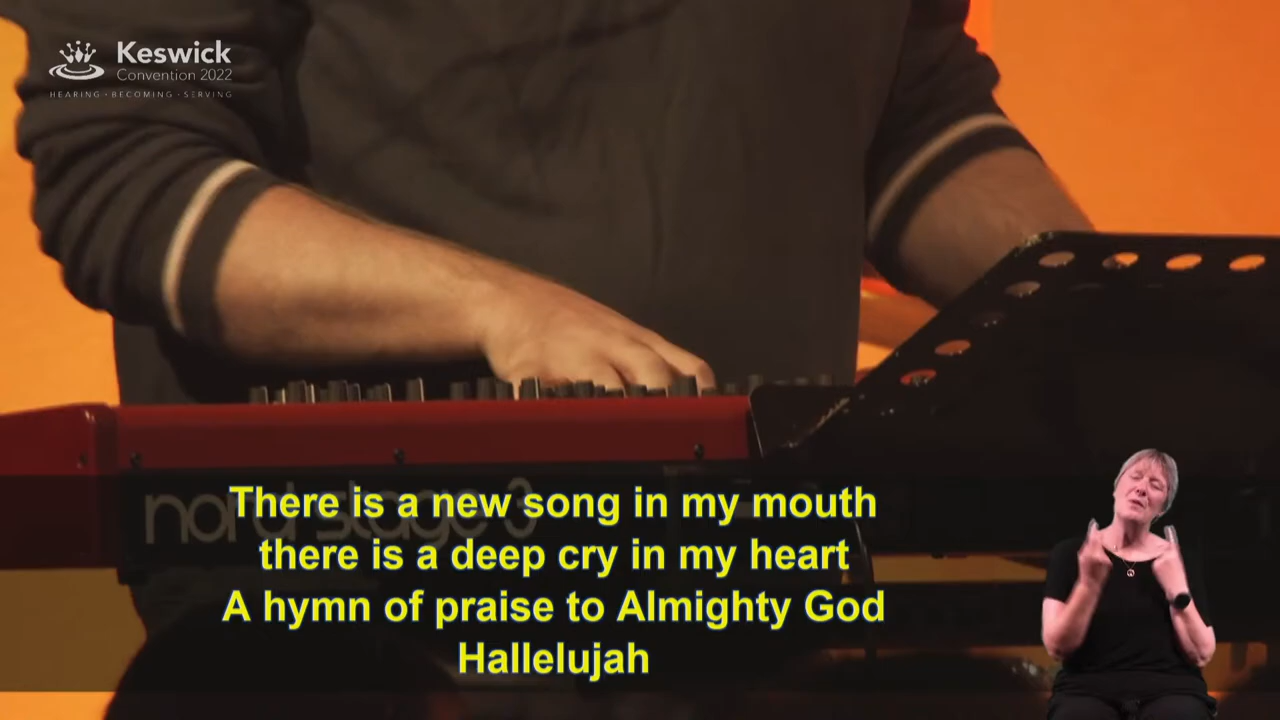 Keswick
Convention 2022
HEARING · BECOMING · SERVING
nord stage 3
There is a new song in my mouth
there is a deep cry in my heart
A hymn of praise to Almighty God
Hallelujah